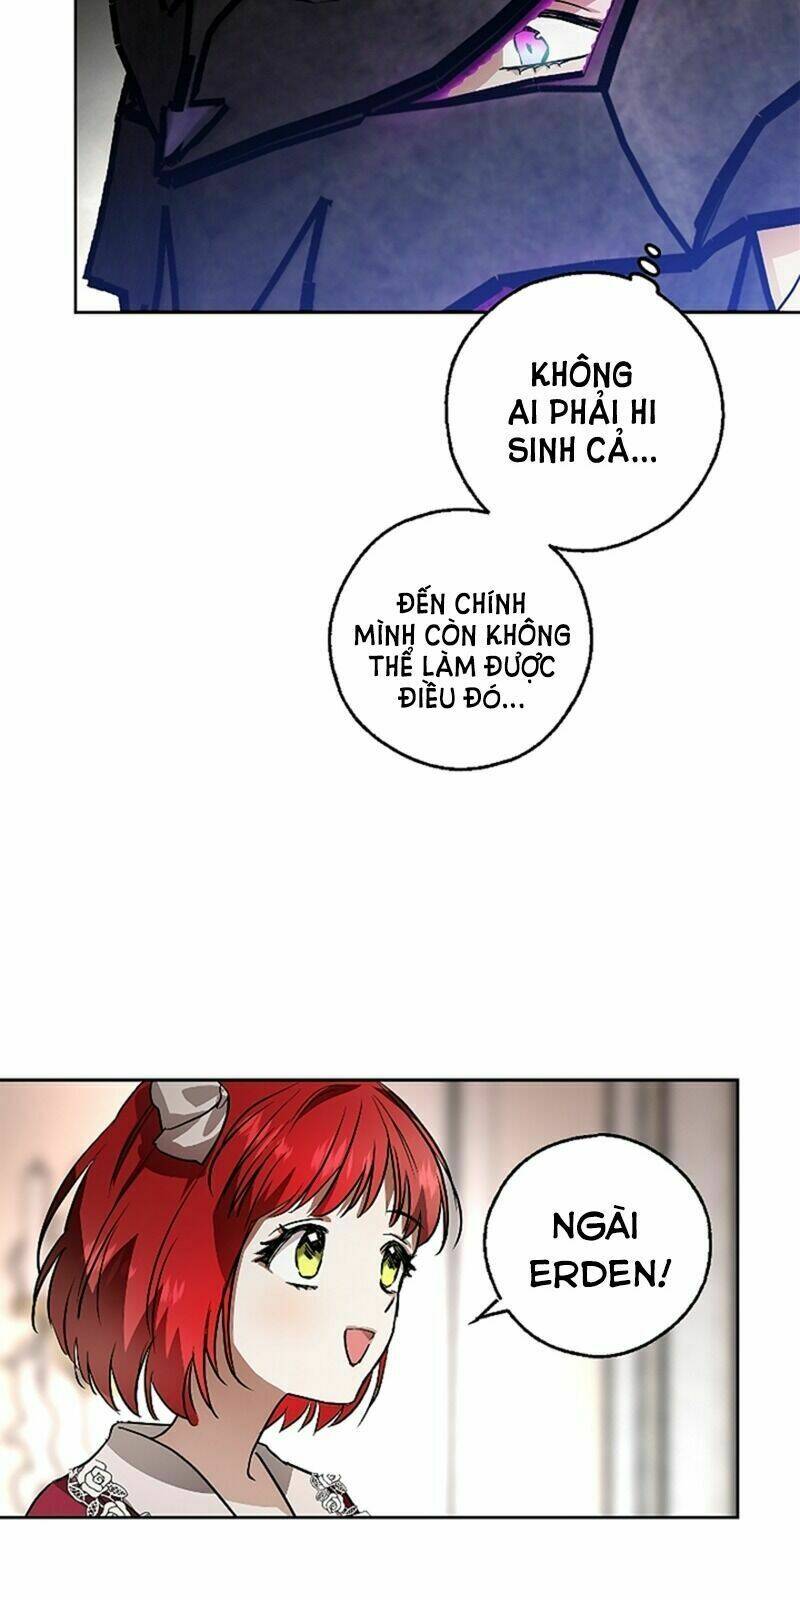 KHÔNG
AI PHẢI HI
SINH CẢ...
ĐẾN CHÍNH
MÌNH CÒN KHÔNG
THỂ LÀM ĐƯỢC
ĐIỀU ĐÓ...
NGÀI
ERDEN!